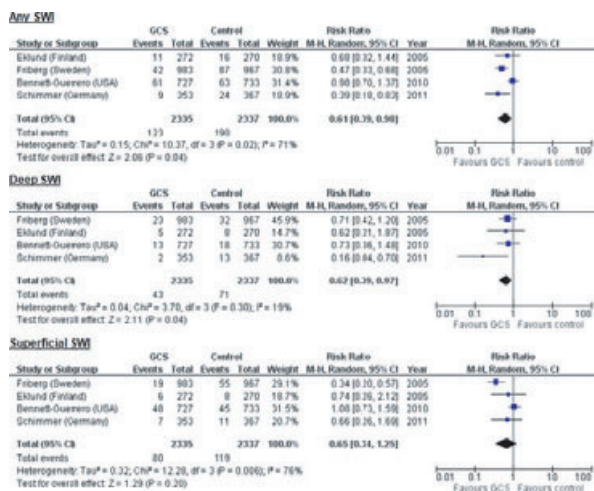 Any SWI
GCS Control Risk Ratio Risk Ratio
Study or Subgroup Events Total Events Total Weight M-H, Random, 95% CI Year M-H, Random, 95% CI
Eklund (Finland) 11 272 16 270 18.9% 0.68 [0.32, 1.44] 2005
Friberg (Sweden) 42 983 87 967 30.8% 0.47 [0.33, 0.68] 2005
Bennett-Guerrero (USA) 61 727 63 733 0.98 [0.70, 1.37] 2010
Schimmer (Germany) 9 353 24 367 0.39 [0.18, 0.83] 2011
Total (95% CI) 2335 2337 100.0% 0.61 [0.39, 0.98]
Total events 123 190
Heterogeneity: Tau² = 0.15; Chi² = 10.37, df = 3 (P = 0.02); I² = 71%
Test for overall effect: Z = 2.06 (P = 0.04)
0.01 0.1 1 10 100
Favours GCS Favours control
Deep SWI
GCS Control Risk Ratio Risk Ratio
Study or Subgroup Events Total Events Total Weight M-H, Random, 95% CI Year M-H, Random, 95% CI
Friberg (Sweden) 23 983 32 967 45.9% 0.71 [0.42, 1.20] 2005
Eklund (Finland) 5 272 8 270 14.7% 0.62 [0.21, 1.87] 2005
Bennett-Guerrero (USA) 13 727 18 733 30.7% 0.73 [0.36, 1.48] 2010
Schimmer (Germany) 2 353 13 367 8.6% 0.16 [0.04, 0.70] 2011
Total (95% CI) 2335 2337 100.0% 0.62 [0.39, 0.97]
Total events 43 71
Heterogeneity: Tau² = 0.04; Chi² = 3.70, df = 3 (P = 0.30); I² = 19%
Test for overall effect: Z = 2.11 (P = 0.04)
0.01 0.1 1 10 100
Favours GCS Favours control
Superficial SWI
GCS Control Risk Ratio Risk Ratio
Study or Subgroup Events Total Events Total Weight M-H, Random, 95% CI Year M-H, Random, 95% CI
Friberg (Sweden) 19 983 55 967 29.1% 0.34 [0.20, 0.57] 2005
Eklund (Finland) 6 272 8 270 0.74 [0.26, 2.12] 2005
Bennett-Guerrero (USA) 48 727 45 733 31.5% 1.08 [0.73, 1.59] 2010
Schimmer (Germany) 7 353 11 367 0.66 [0.26, 1.69] 2011
Total (95% CI) 2335 2337 100.0% 0.65 [0.34, 1.25]
Total events 80 119
Heterogeneity: Tau² = 0.32; Chi² = 12.28, df = 3 (P = 0.006); I² = 76%
Test for overall effect: Z = 1.29 (P = 0.20)
0.01 0.1 1 10 100
Favours GCS Favours control